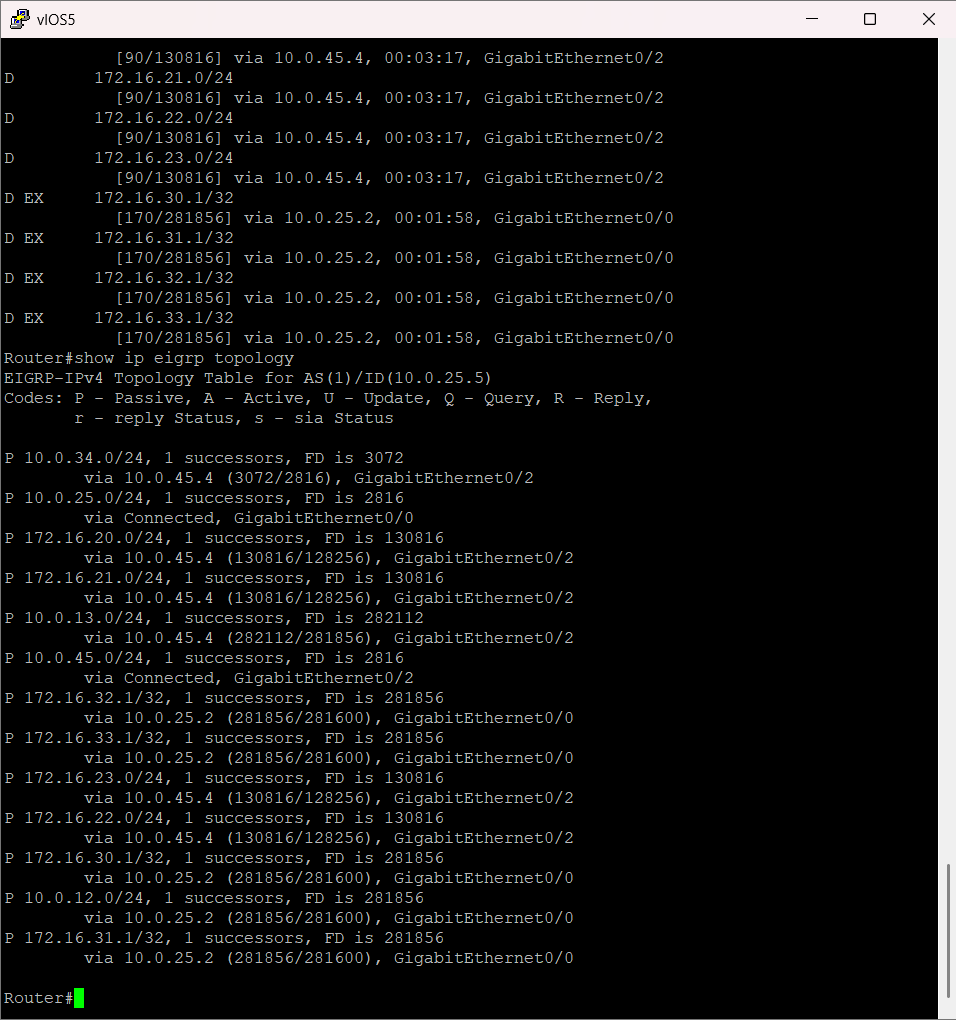 vIOS5
[90/130816] via 10.0.45.4, 00:03:17, GigabitEthernet0/2
D        172.16.21.0/24
[90/130816] via 10.0.45.4, 00:03:17, GigabitEthernet0/2
D        172.16.22.0/24
[90/130816] via 10.0.45.4, 00:03:17, GigabitEthernet0/2
D        172.16.23.0/24
[90/130816] via 10.0.45.4, 00:03:17, GigabitEthernet0/2
D EX     172.16.30.1/32
[170/281856] via 10.0.25.2, 00:01:58, GigabitEthernet0/0
D EX     172.16.31.1/32
[170/281856] via 10.0.25.2, 00:01:58, GigabitEthernet0/0
D EX     172.16.32.1/32
[170/281856] via 10.0.25.2, 00:01:58, GigabitEthernet0/0
D EX     172.16.33.1/32
[170/281856] via 10.0.25.2, 00:01:58, GigabitEthernet0/0
Router#show ip eigrp topology
EIGRP-IPv4 Topology Table for AS(1)/ID(10.0.25.5)
Codes: P - Passive, A - Active, U - Update, Q - Query, R - Reply,
r - reply Status, s - sia Status
P 10.0.34.0/24, 1 successors, FD is 3072
via 10.0.45.4 (3072/2816), GigabitEthernet0/2
P 10.0.25.0/24, 1 successors, FD is 2816
via Connected, GigabitEthernet0/0
P 172.16.20.0/24, 1 successors, FD is 130816
via 10.0.45.4 (130816/128256), GigabitEthernet0/2
P 172.16.21.0/24, 1 successors, FD is 130816
via 10.0.45.4 (130816/128256), GigabitEthernet0/2
P 10.0.13.0/24, 1 successors, FD is 282112
via 10.0.45.4 (282112/281856), GigabitEthernet0/2
P 10.0.45.0/24, 1 successors, FD is 2816
via Connected, GigabitEthernet0/2
P 172.16.32.1/32, 1 successors, FD is 281856
via 10.0.25.2 (281856/281600), GigabitEthernet0/0
P 172.16.33.1/32, 1 successors, FD is 281856
via 10.0.25.2 (281856/281600), GigabitEthernet0/0
P 172.16.23.0/24, 1 successors, FD is 130816
via 10.0.45.4 (130816/128256), GigabitEthernet0/2
P 172.16.22.0/24, 1 successors, FD is 130816
via 10.0.45.4 (130816/128256), GigabitEthernet0/2
P 172.16.30.1/32, 1 successors, FD is 281856
via 10.0.25.2 (281856/281600), GigabitEthernet0/0
P 10.0.12.0/24, 1 successors, FD is 281856
via 10.0.25.2 (281856/281600), GigabitEthernet0/0
P 172.16.31.1/32, 1 successors, FD is 281856
via 10.0.25.2 (281856/281600), GigabitEthernet0/0
Router#